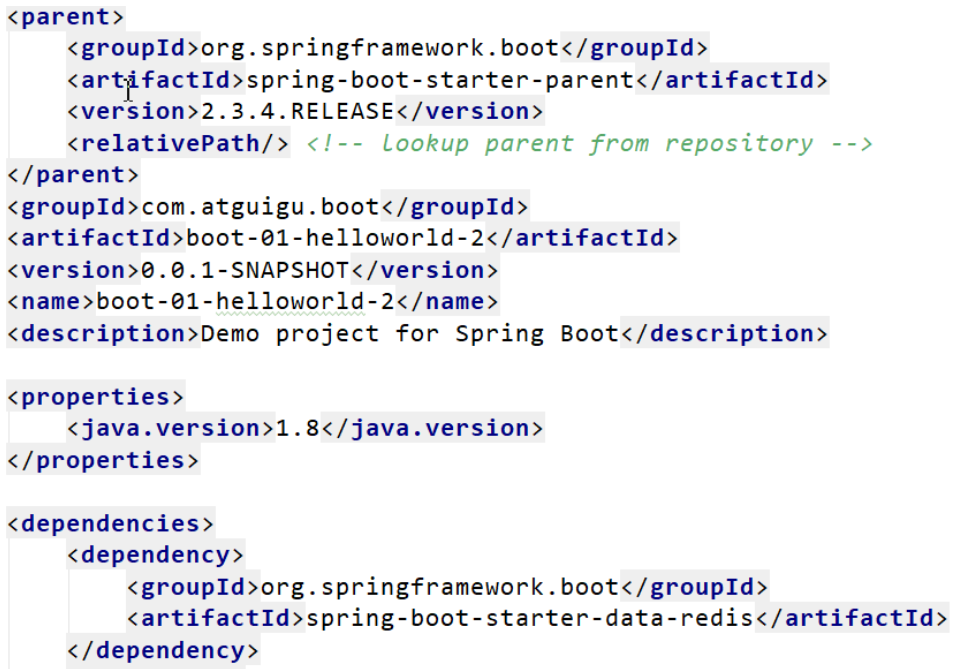 <parent>
    <groupId>org.springframework.boot</groupId>
    <artifactId>spring-boot-starter-parent</artifactId>
    <version>2.3.4.RELEASE</version>
    <relativePath/> <!-- lookup parent from repository -->
</parent>
<groupId>com.atguigu.boot</groupId>
<artifactId>boot-01-helloworld-2</artifactId>
<version>0.0.1-SNAPSHOT</version>
<name>boot-01-helloworld-2</name>
<description>Demo project for Spring Boot</description>
<properties>
    <java.version>1.8</java.version>
</properties>
<dependencies>
    <dependency>
        <groupId>org.springframework.boot</groupId>
        <artifactId>spring-boot-starter-data-redis</artifactId>
    </dependency>